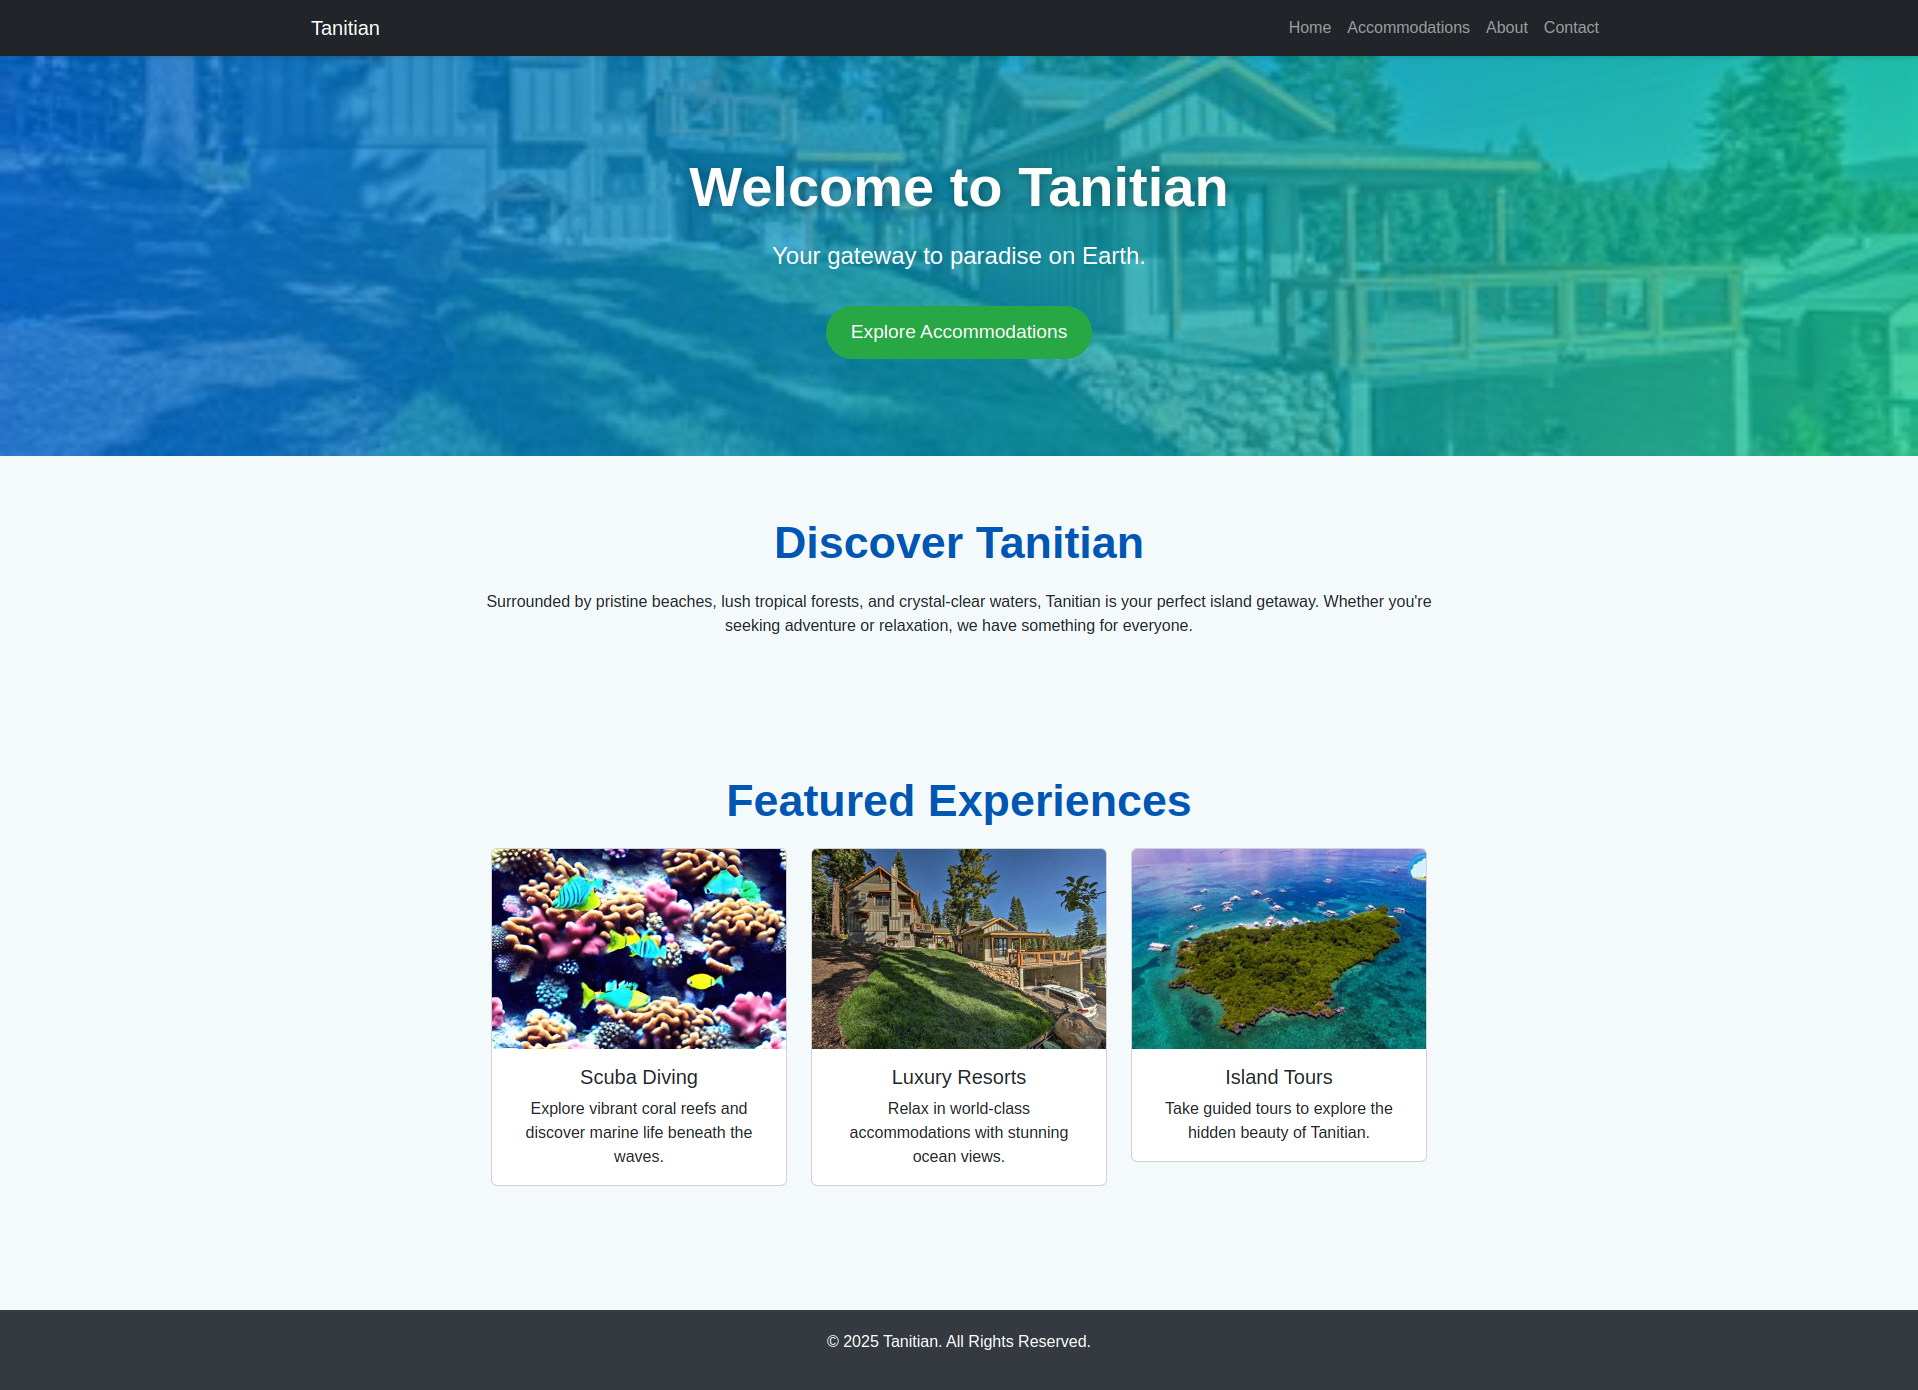 Tanitian
Home Accommodations About Contact
Welcome to Tanitian
Your gateway to paradise on Earth.
Explore Accommodations
Discover Tanitian
Surrounded by pristine beaches, lush tropical forests, and crystal-clear waters, Tanitian is your perfect island getaway. Whether you're
seeking adventure or relaxation, we have something for everyone.
Featured Experiences
Scuba Diving
Explore vibrant coral reefs and
discover marine life beneath the
waves.
Luxury Resorts
Relax in world-class
accommodations with stunning
ocean views.
Island Tours
Take guided tours to explore the
hidden beauty of Tanitian.
© 2025 Tanitian. All Rights Reserved.